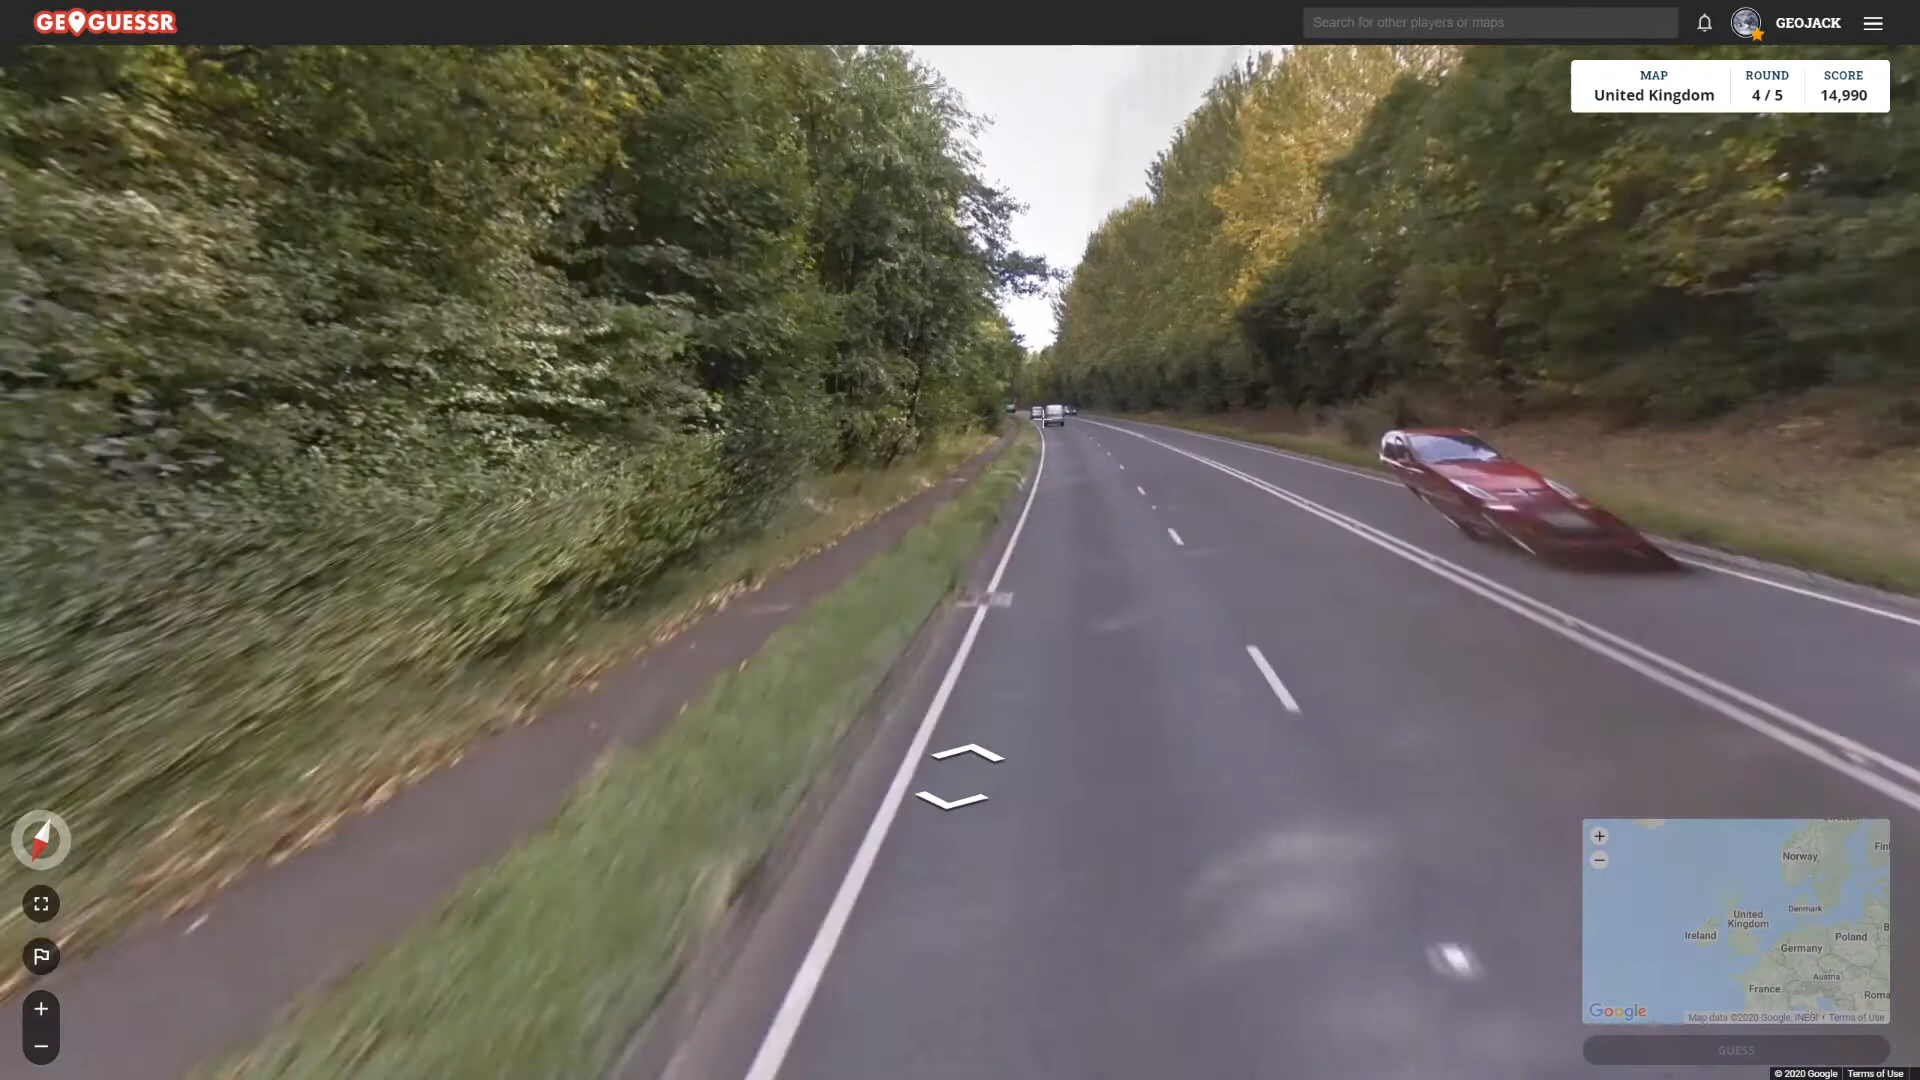 GEOGUESSR
Search for other players or maps
GEOJACK
MAP
United Kingdom
ROUND
4 / 5
SCORE
14,990
Norway
Denmark
United
Kingdom
Ireland
Poland
Germany
Austria
France
Roma
Google
Map data ©2020 Google, INEGI
Terms of Use
GUESS
© 2020 Google
Terms of Use